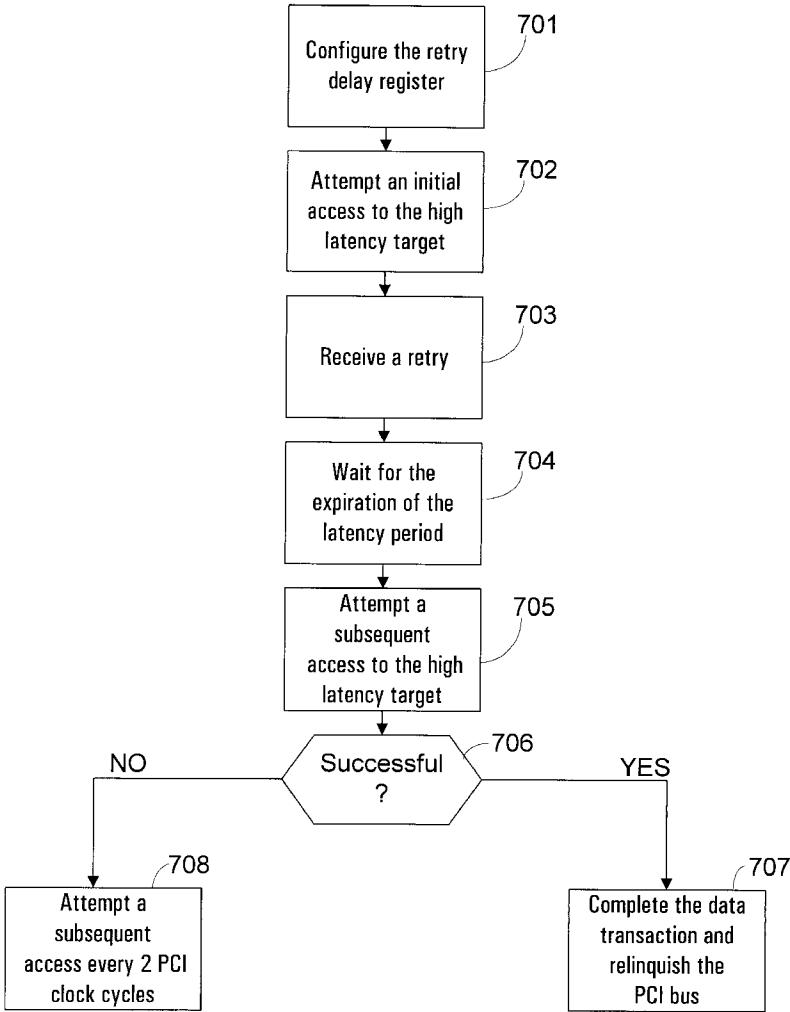 701
Configure the retry
delay register
702
Attempt an initial
access to the high
latency target
703
Receive a retry
704
Wait for the
expiration of the
latency period
705
Attempt a
subsequent
access to the high
latency target
706
Successful
?
NO
YES
708
Attempt a
subsequent
access every 2 PCI
clock cycles
707
Complete the data
transaction and
relinquish the
PCI bus